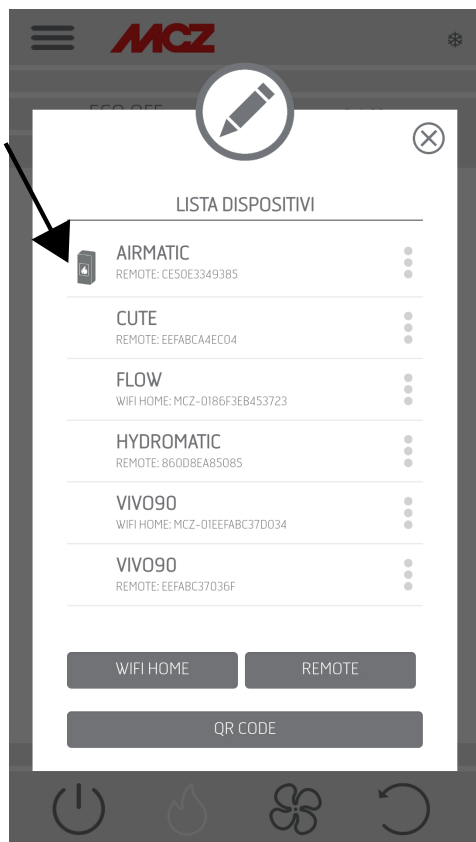 MCZ
LISTA DISPOSITIVI
AIRMATIC
REMOTE: CE50E3349385
CUTE
REMOTE: EEFABCA4EC04
FLOW
WIFI HOME: MCZ-0186F3EB453723
HYDROMATIC
REMOTE: 860D8EA85085
VIVO90
WIFI HOME: MCZ-01EEFABC37D034
VIVO90
REMOTE: EEFABC37036F
WIFI HOME
REMOTE
QR CODE